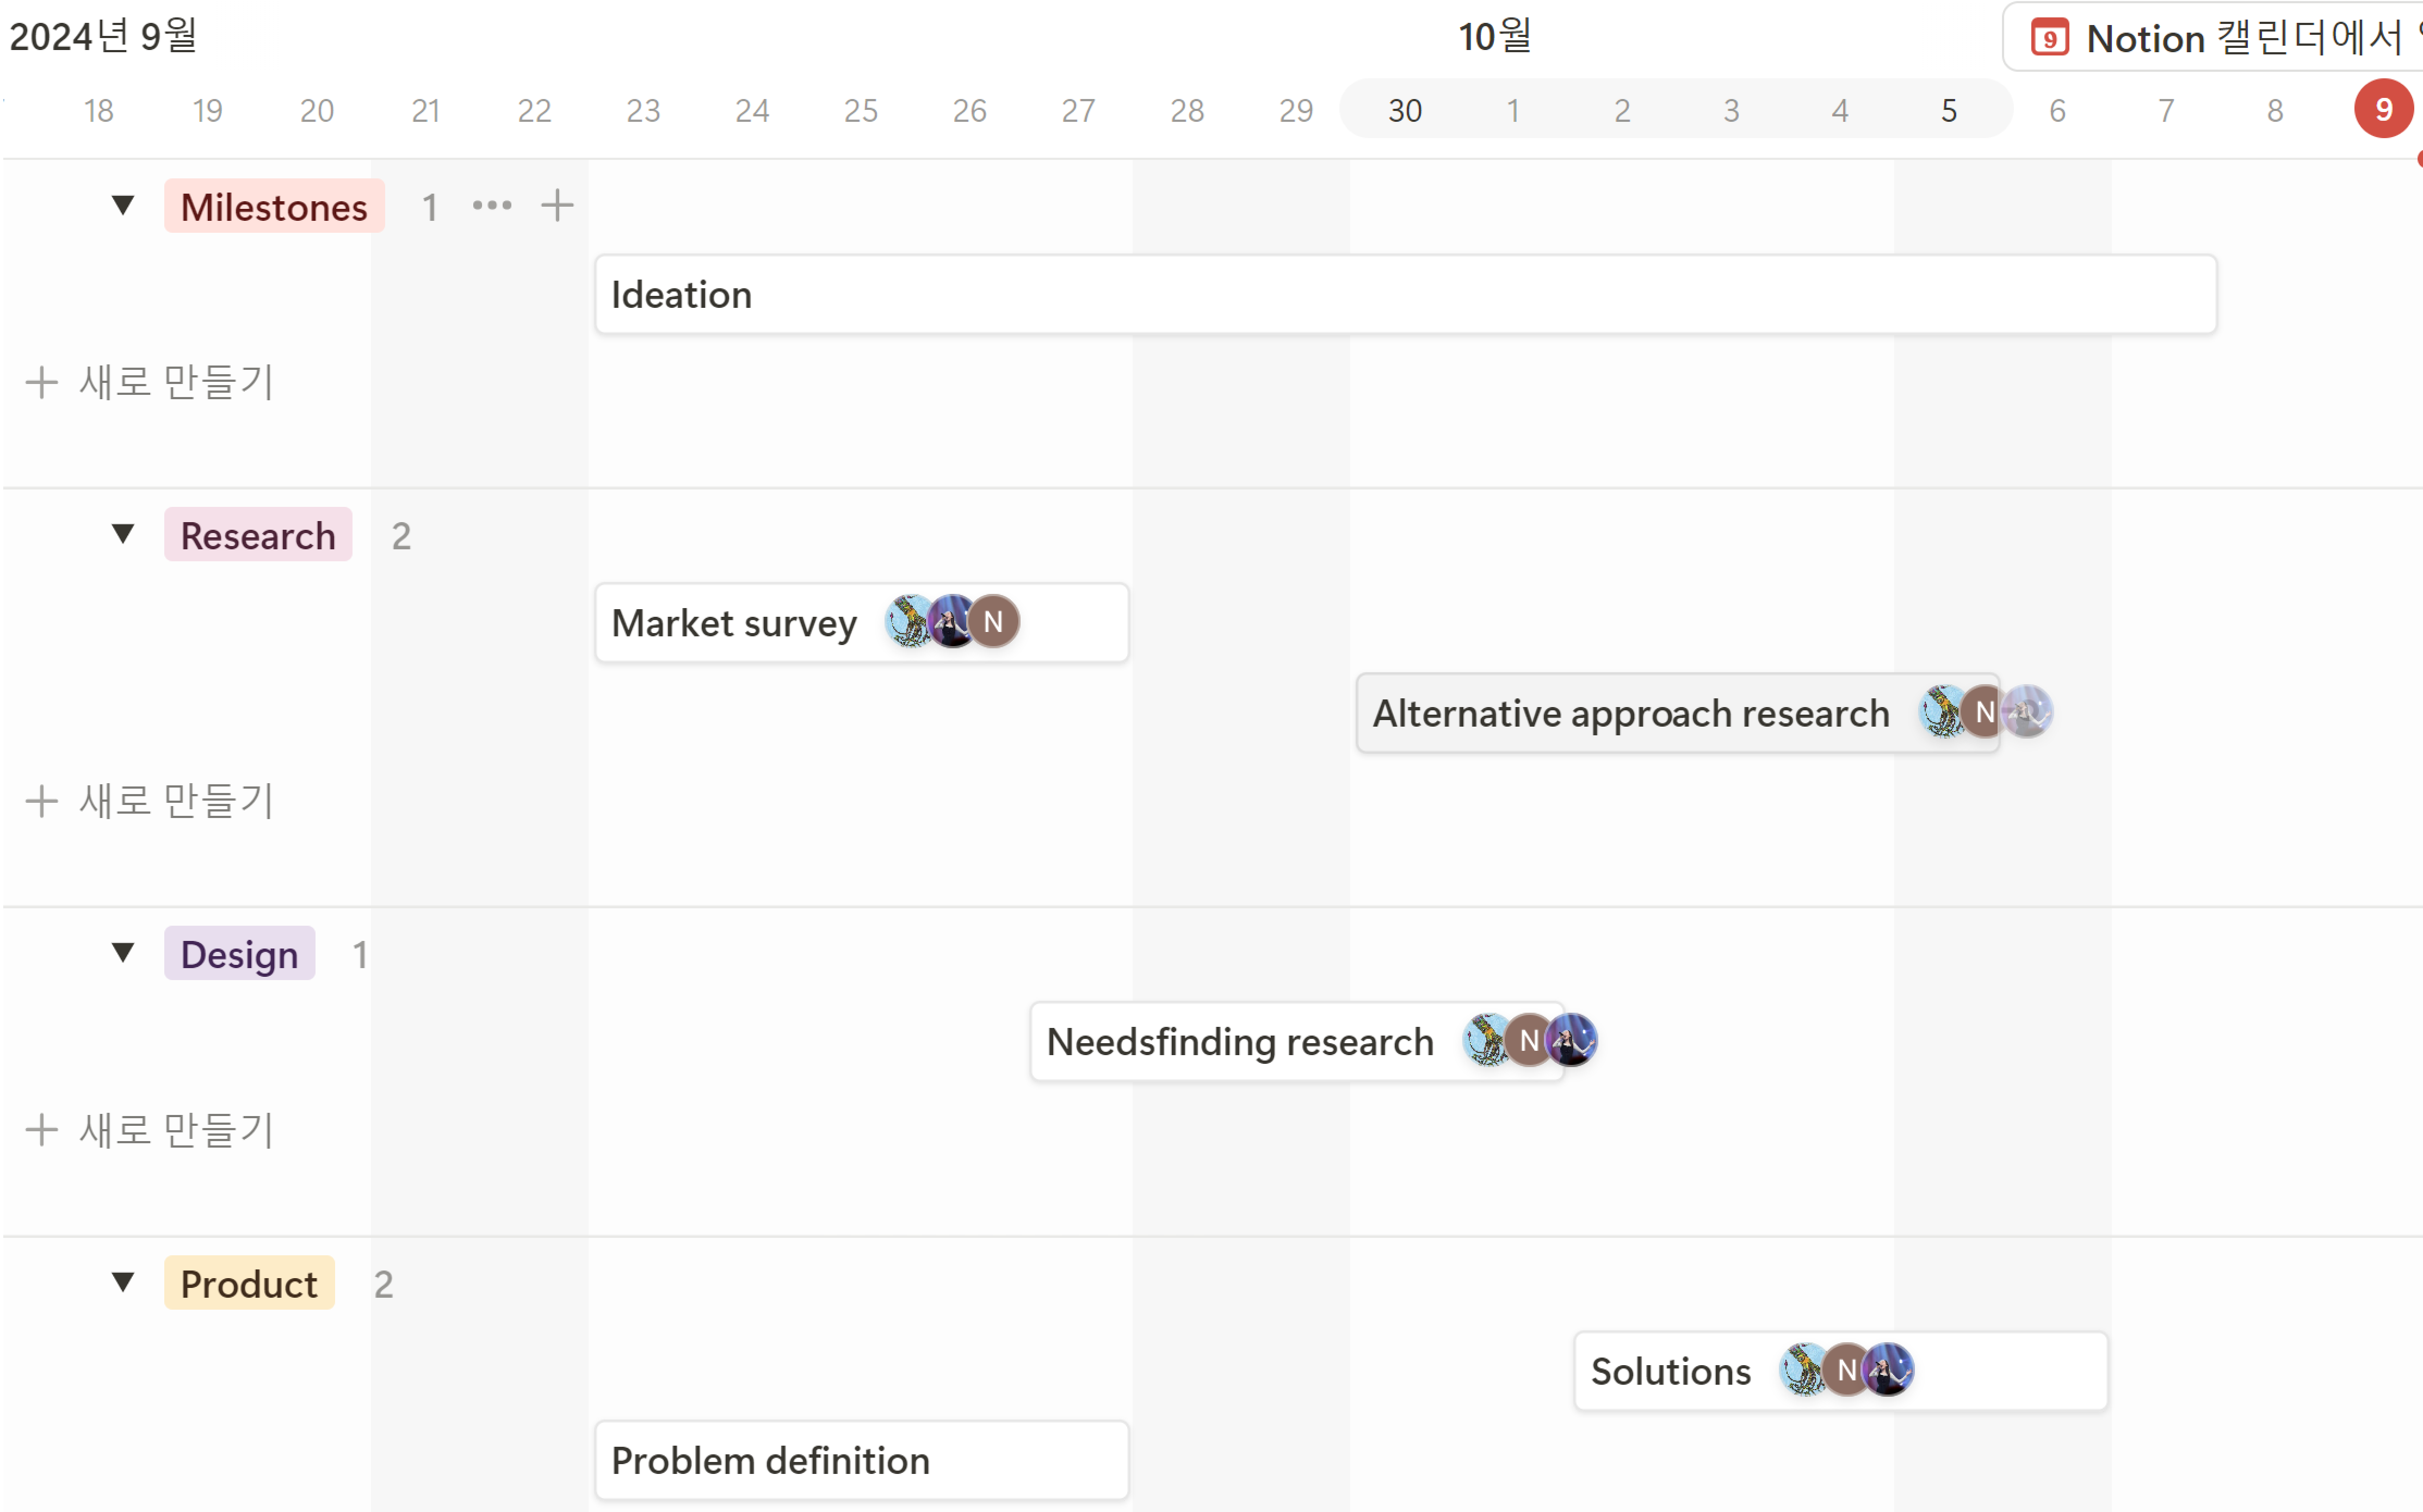 2024년 9월 10월 Notion 캘린더에서
18 19 20 21 22 23 24 25 26 27 28 29 30 1 2 3 4 5 6 7 8 9
Milestones 1
Ideation
새로 만들기
Research 2
Market survey N
Alternative approach research N
새로 만들기
Design 1
Needsfinding research N
새로 만들기
Product 2
Solutions N
Problem definition